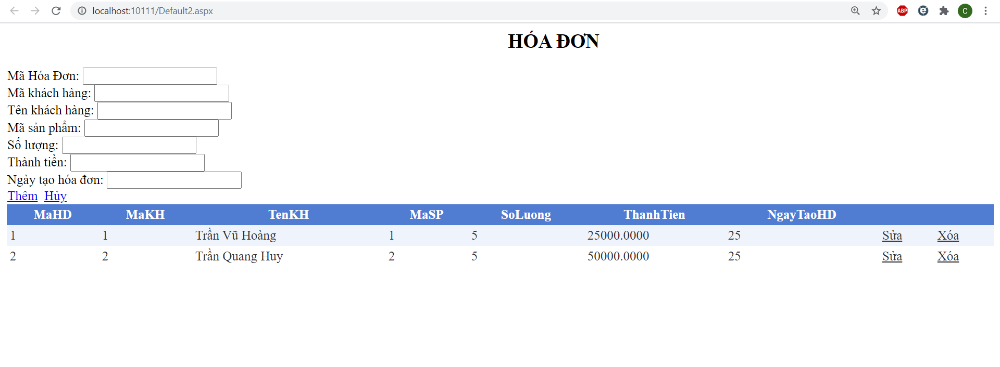 localhost:10111/Default2.aspx
ABP
C
HÓA ĐƠN
Mã Hóa Đơn:
Mã khách hàng:
Tên khách hàng:
Mã sản phẩm:
Số lượng:
Thành tiền:
Ngày tạo hóa đơn:
Thêm Hủy
MaHD MaKH TenKH MaSP SoLuong ThanhTien NgayTaoHD
1 1 Trần Vũ Hoàng 1 5 25000.0000 25 Sửa Xóa
2 2 Trần Quang Huy 2 5 50000.0000 25 Sửa Xóa